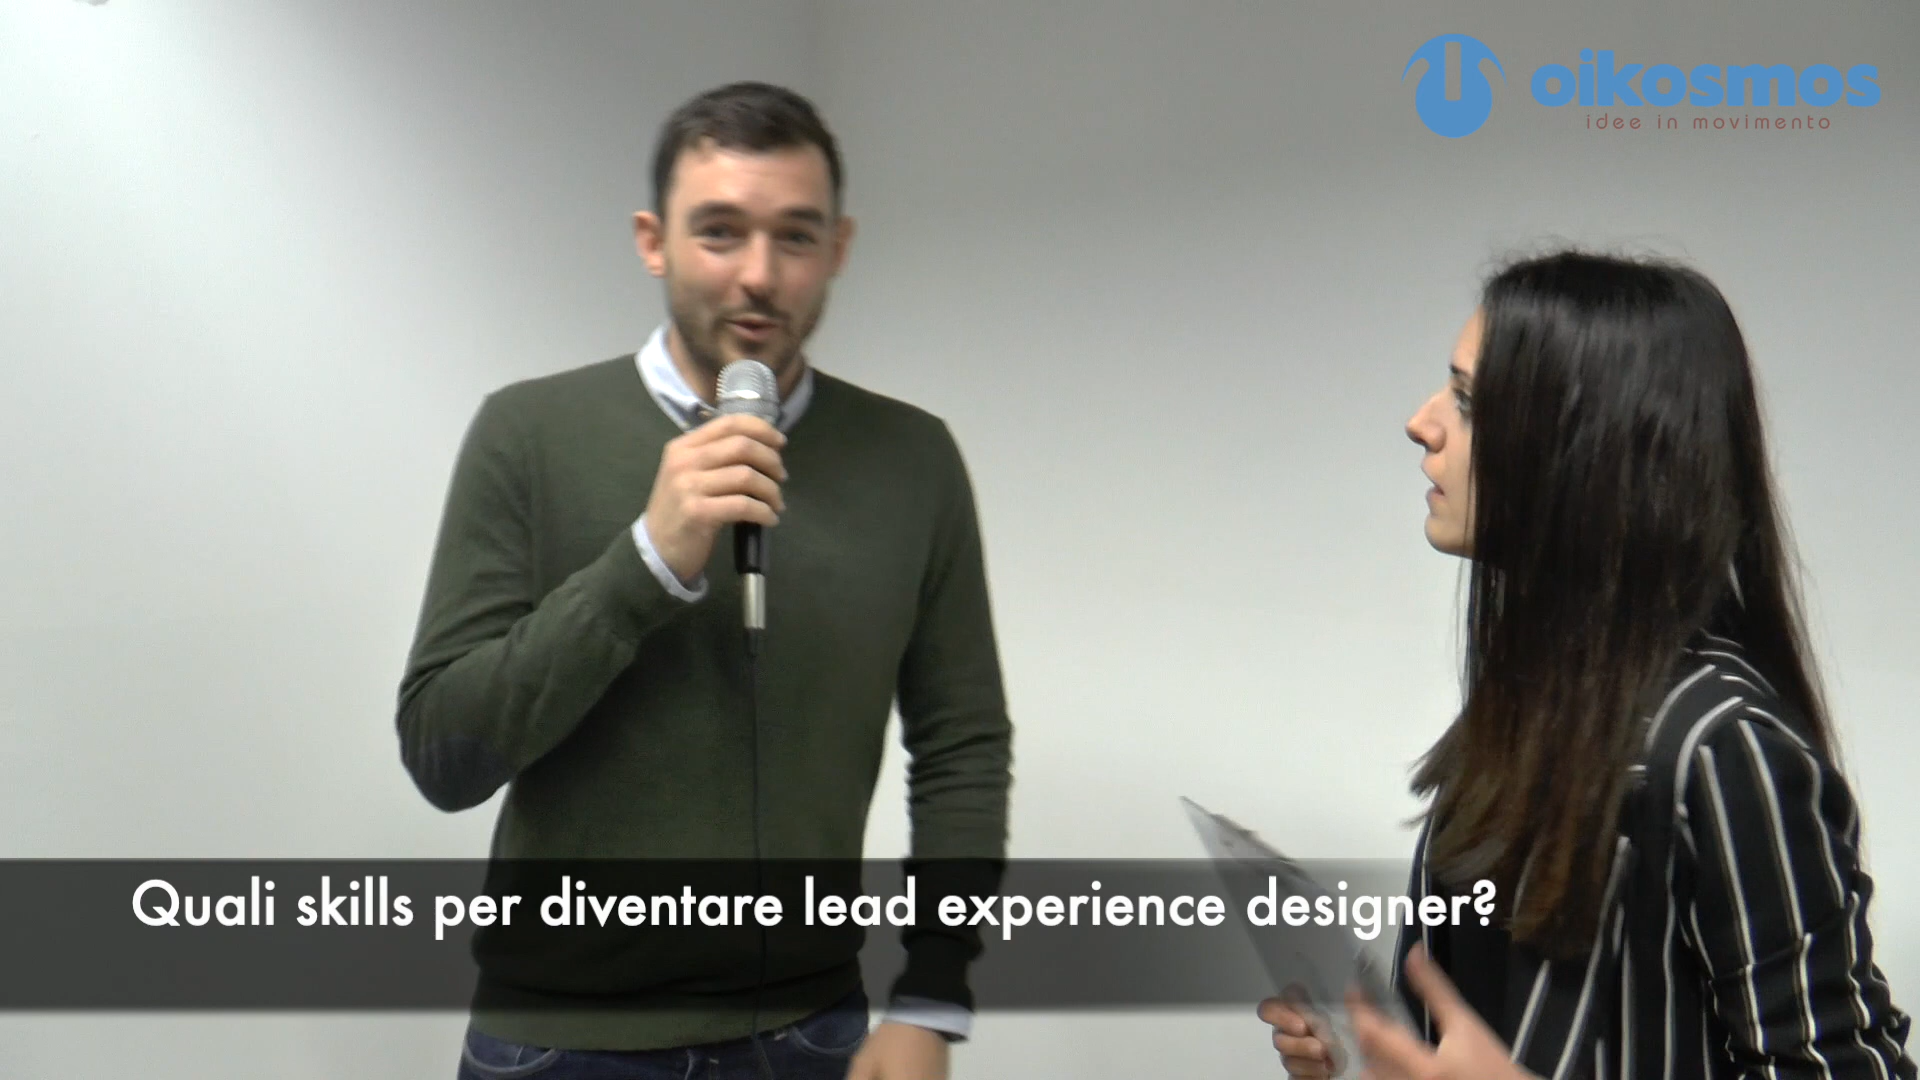 oikosmos
idee in movimento
Quali skills per diventare lead experience designer?